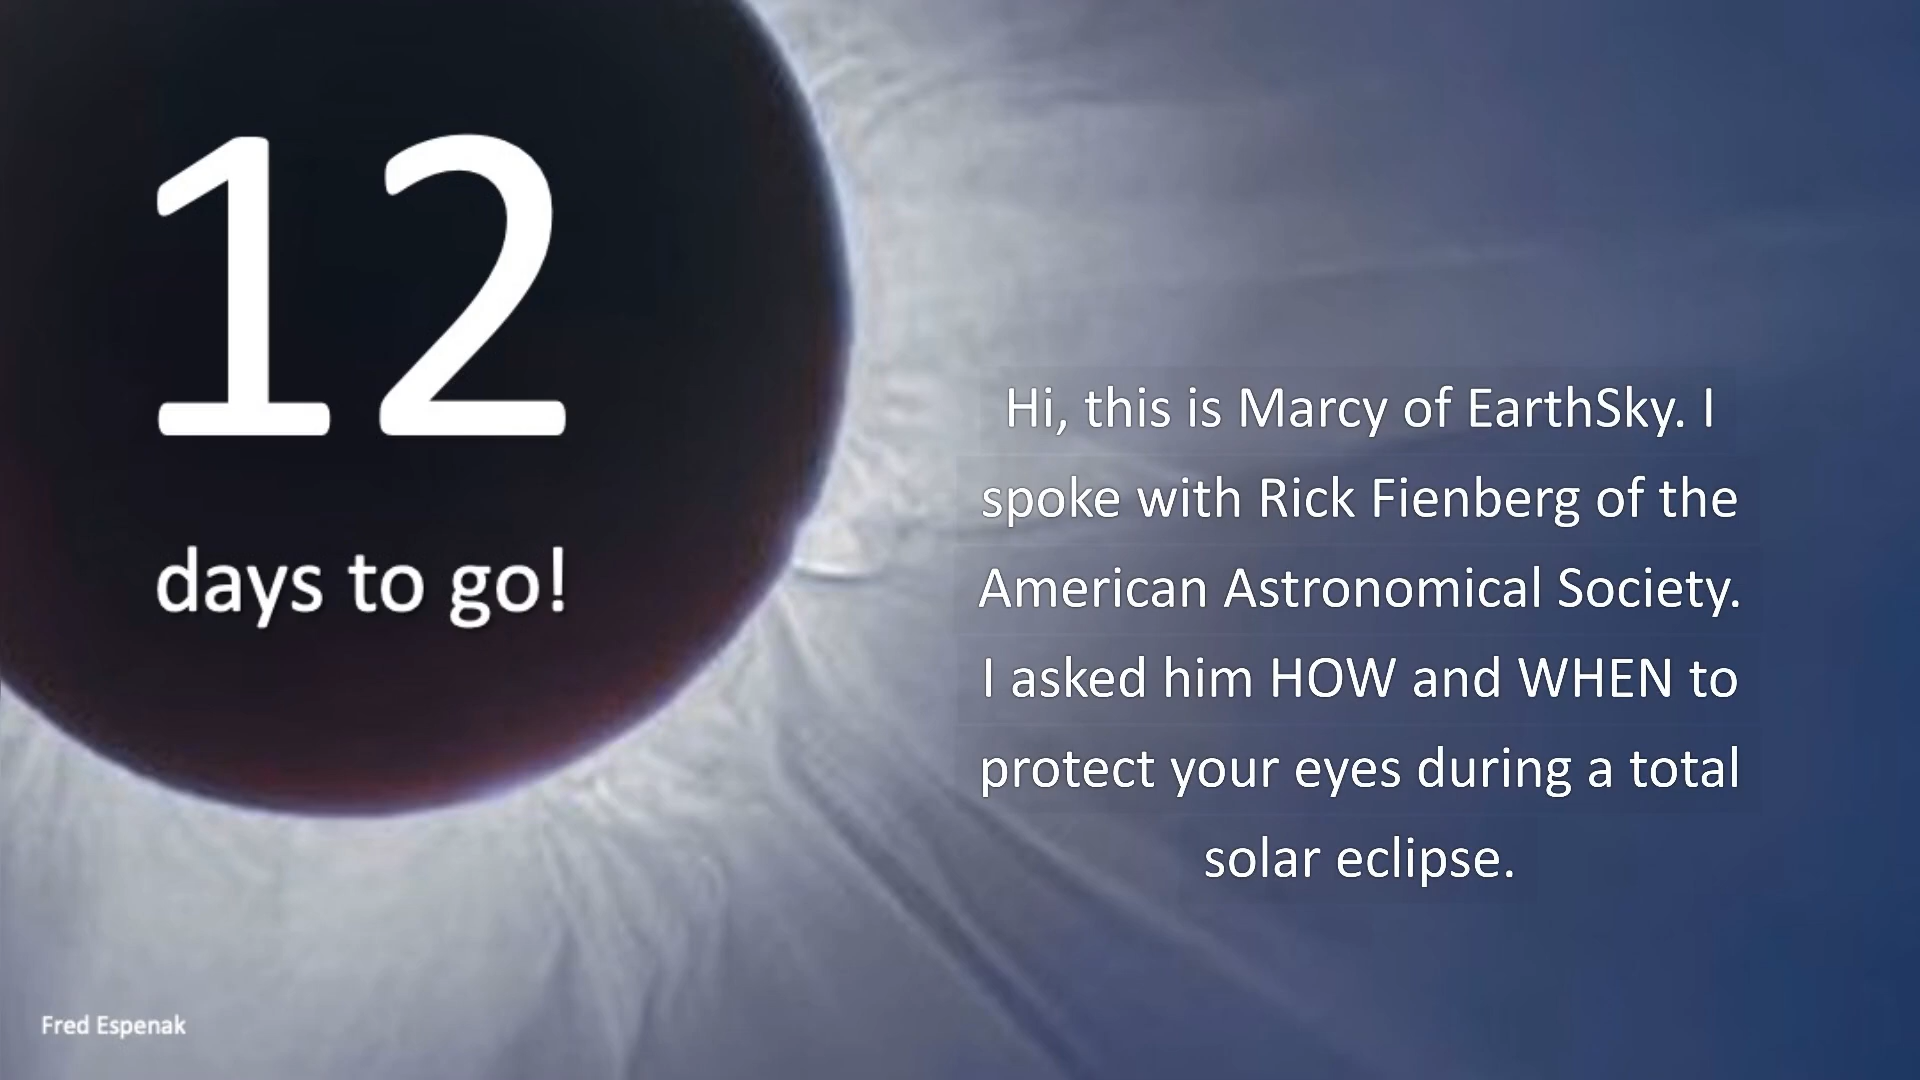 12
days to go!
Hi, this is Marcy of EarthSky. I
spoke with Rick Fienberg of the
American Astronomical Society.
I asked him HOW and WHEN to
protect your eyes during a total
solar eclipse.
Fred Espenak